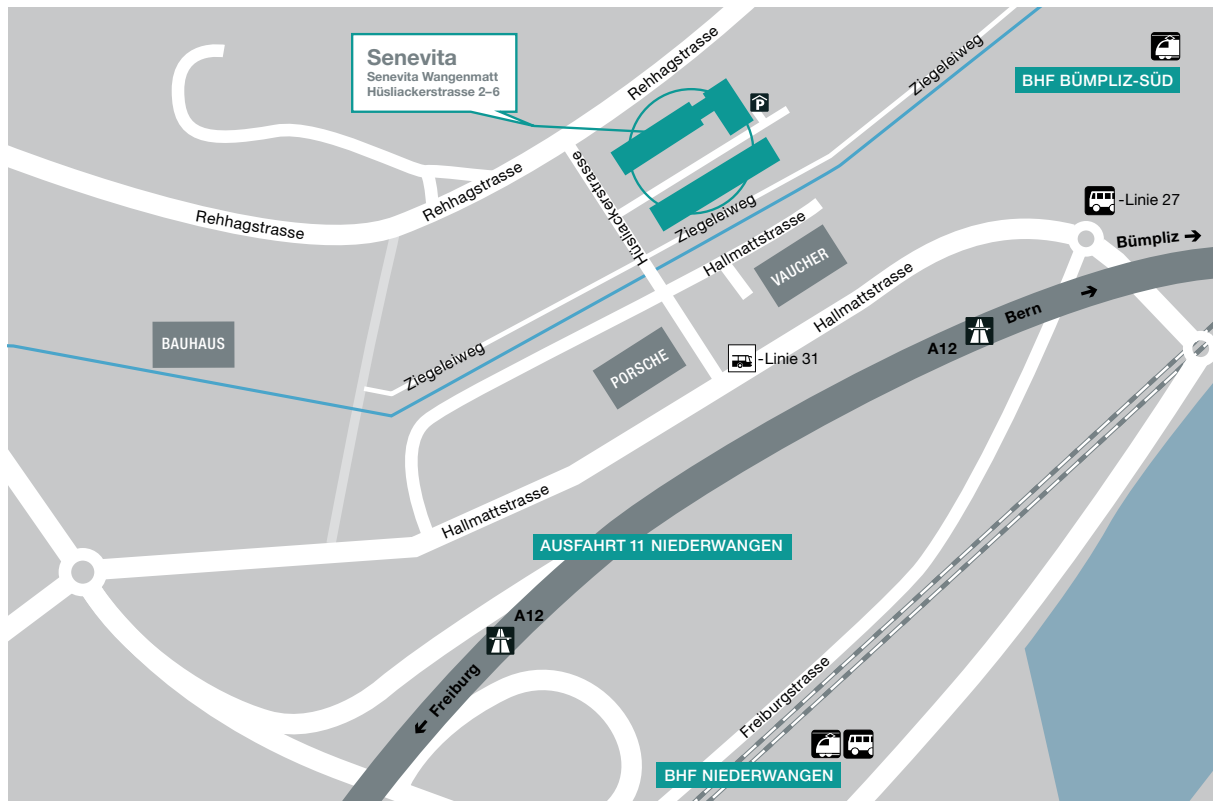 Senevita
Senevita Wangenmatt
Hüsliackerstrasse 2–6
Rehhagstrasse
Ziegeleiweg
BHF BÜMPLIZ-SÜD
P
Hüsliackerstrasse
Rehhagstrasse
Rehhagstrasse
Ziegeleiweg
Hallmattstrasse
VAUCHER
-Linie 27
Bümpliz →
Hallmattstrasse
Bern →
A12
BAUHAUS
Ziegeleiweg
PORSCHE
-Linie 31
Hallmattstrasse
AUSFAHRT 11 NIEDERWANGEN
A12
← Freiburg
Freiburgstrasse
BHF NIEDERWANGEN